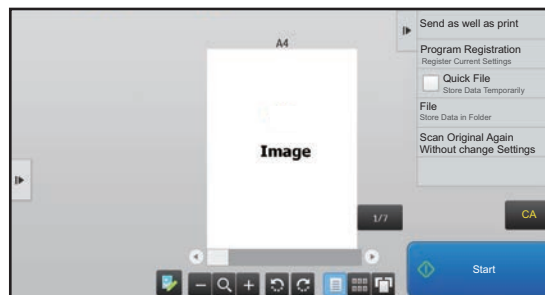 A4
Image
1/7
Send as well as print
Program Registration
Register Current Settings
Quick File
Store Data Temporarily
File
Store Data in Folder
Scan Original Again
Without change Settings
CA
Start